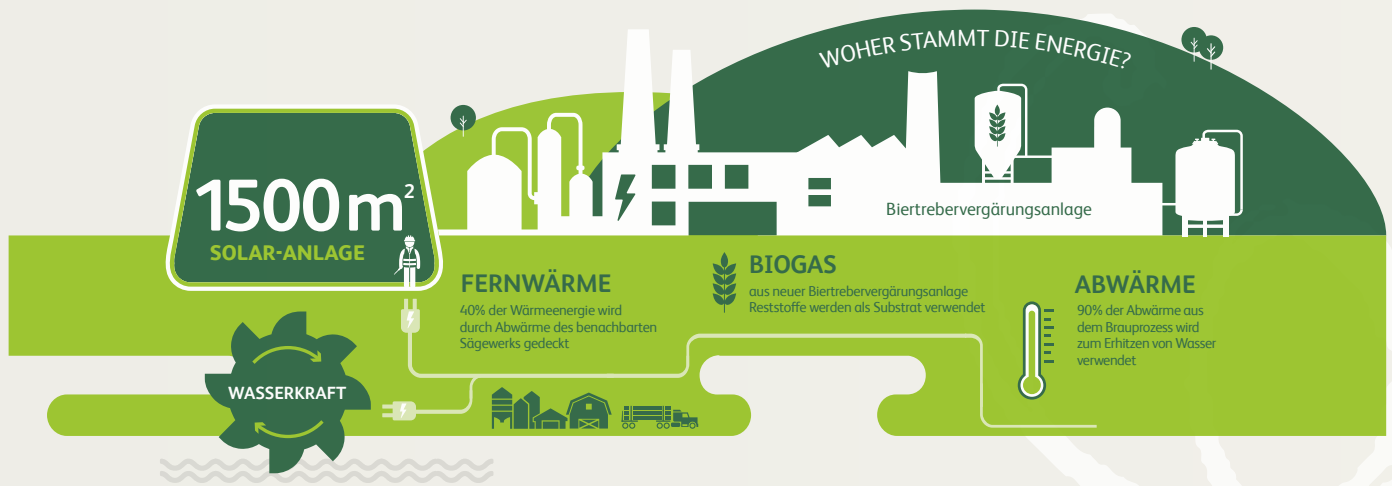 WOHER STAMMT DIE ENERGIE?
1500 m²
SOLAR-ANLAGE
Biertrebervergärungsanlage
FERNWÄRME
40% der Wärmeenergie wird
durch Abwärme des benachbarten
Sägewerks gedeckt
BIOGAS
aus neuer Biertrebervergärungsanlage
Reststoffe werden als Substrat verwendet
ABWÄRME
90% der Abwärme aus
dem Brauprozess wird
zum Erhitzen von Wasser
verwendet
WASSERKRAFT